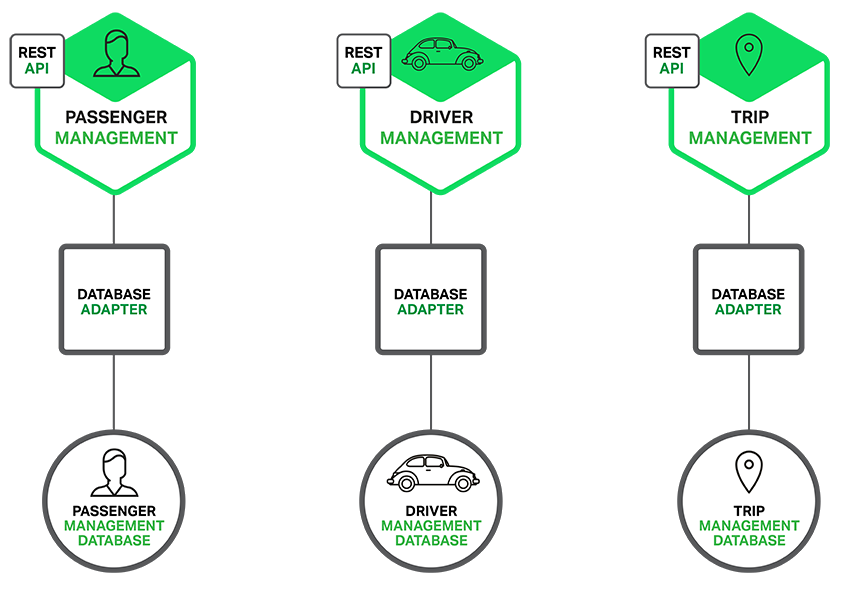 REST
API
PASSENGER
MANAGEMENT
REST
API
DRIVER
MANAGEMENT
REST
API
TRIP
MANAGEMENT
DATABASE
ADAPTER
DATABASE
ADAPTER
DATABASE
ADAPTER
PASSENGER
MANAGEMENT
DATABASE
DRIVER
MANAGEMENT
DATABASE
TRIP
MANAGEMENT
DATABASE